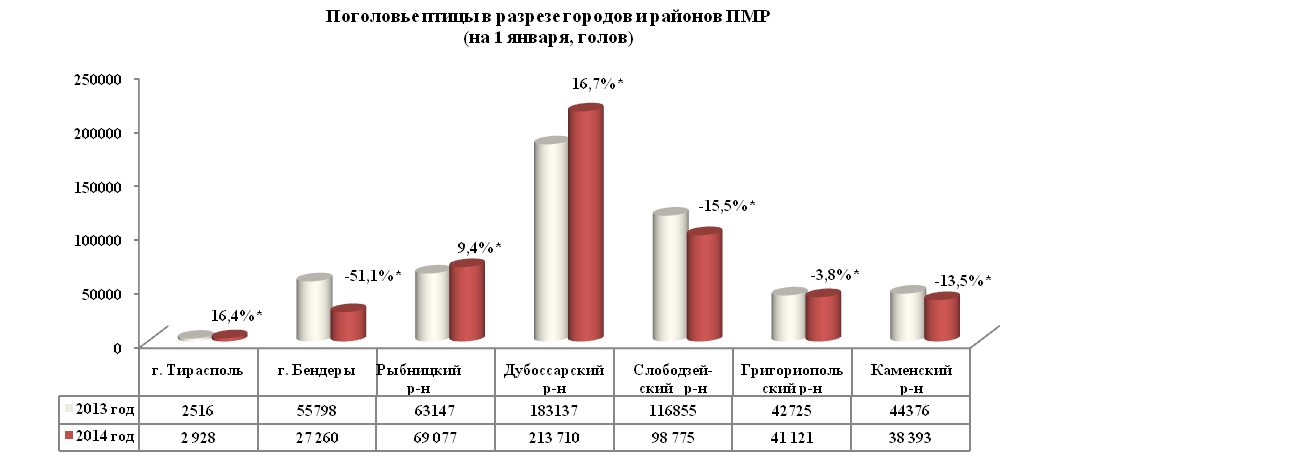 Поголовье птицы в разрезе городов и районов ПМР
(на 1 января, голов)
250000
200000
150000
100000
50000
0
16,4%*
-51,1%*
9,4%*
16,7%*
-15,5%*
-3,8%*
-13,5%*
г. Тирасполь г. Бендеры Рыбницкий р-н Дубоссарский р-н Слободзей-ский р-н Григориополь ский р-н Каменский р-н
2013 год 2516 55798 63147 183137 116855 42725 44376
2014 год 2 928 27 260 69 077 213 710 98 775 41 121 38 393